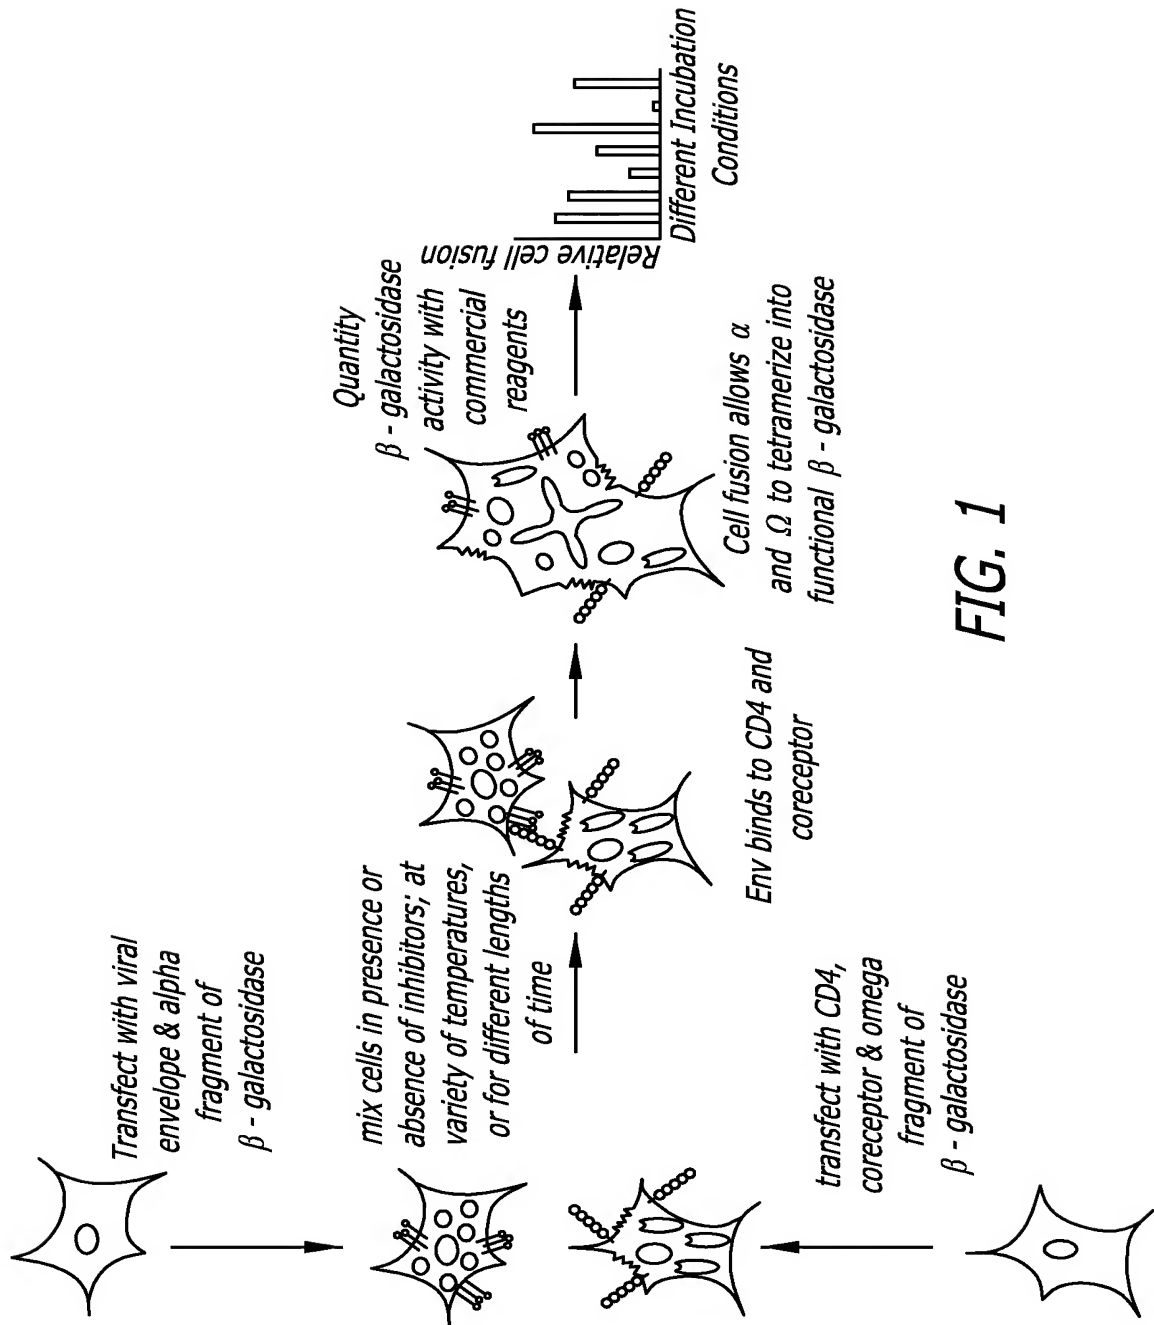 Transfect with viral
envelope & alpha
fragment of
β - galactosidase
mix cells in presence or
absence of inhibitors; at
variety of temperatures,
or for different lengths
of time
transfect with CD4,
coreceptor & omega
fragment of
β - galactosidase
Env binds to CD4 and
coreceptor
Cell fusion allows α
and Ω to tetramerize into
functional β - galactosidase
Quantity
β - galactosidase
activity with
commercial
reagents
Relative cell fusion
Different Incubation
Conditions
FIG. 1